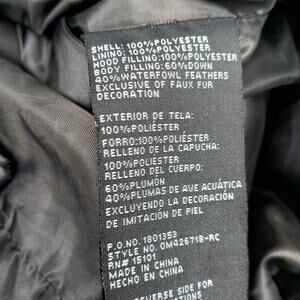 SHELL: 100%POLYESTER
LINING: 100%POLYESTER
HOOD FILLING: 100%POLYESTER
BODY FILLING: 60%DOWN
40%WATERFOWL FEATHERS
EXCLUSIVE OF FAUX FUR
DECORATION
EXTERIOR DE TELA:
100%POLIÉSTER
FORRO: 100%POLIÉSTER
RELLENO DE LA CAPUCHA:
100%POLIÉSTER
RELLENO DEL CUERPO:
60%PLUMÓN
40%PLUMAS DE AVE ACUÁTICA
EXCLUYENDO LA DECORACIÓN
DE IMITACIÓN DE PIEL
P.O.NO. 1801353
STYLE NO. OM426718-RC
RN# 15101
MADE IN CHINA
HECHO EN CHINA
REVERSE SIDE FOR